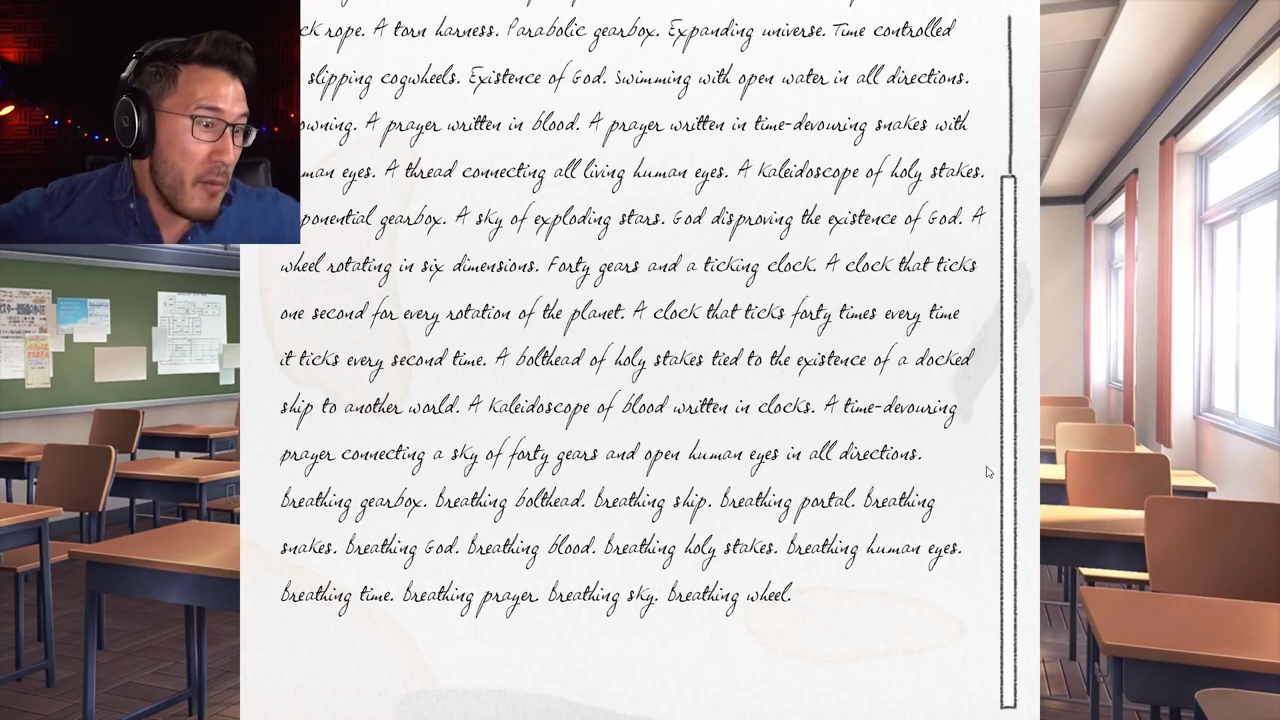 rope. A torn harness. Parabolic gearbox. Expanding universe. Time controlled
slipping cogwheels. Existence of God. Swimming with open water in all directions.
A prayer written in blood. A prayer written in time-devouring snakes with
eyes. A thread connecting all living human eyes. A kaleidoscope of holy stakes.
gearbox. A sky of exploding stars. God disproving the existence of God. A
wheel rotating in six dimensions. Forty gears and a ticking clock. A clock that ticks
one second for every rotation of the planet. A clock that ticks forty times every time
it ticks every second time. A bolthead of holy stakes tied to the existence of a docked
ship to another world. A kaleidoscope of blood written in clocks. A time-devouring
prayer connecting a sky of forty gears and open human eyes in all directions.
Breathing gearbox. Breathing bolthead. Breathing ship. Breathing portal. Breathing
snakes. Breathing God. Breathing blood. Breathing holy stakes. Breathing human eyes.
Breathing time. Breathing prayer. Breathing sky. Breathing wheel.